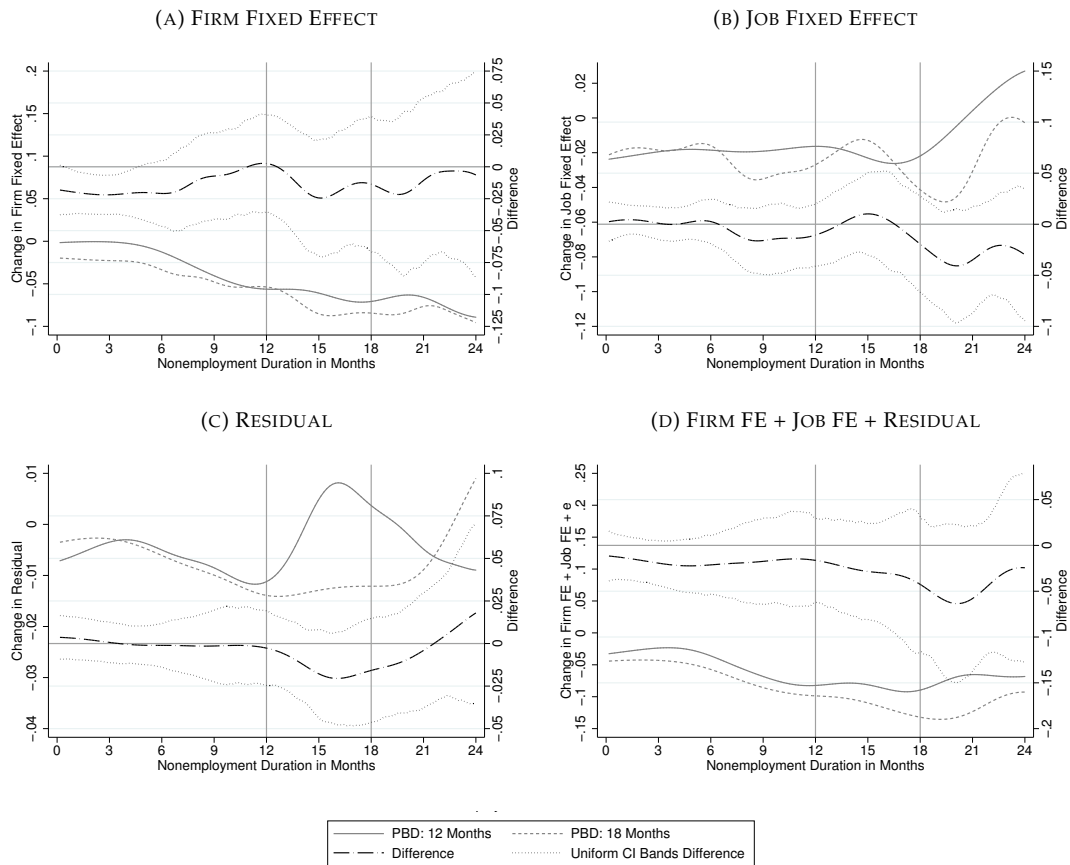 (A) FIRM FIXED EFFECT
Change in Firm Fixed Effect
.2
.15
.1
.05
0
-.05
-.1
.075
.05
.025
0
-.025
-.05
-.075
-.1
-.125
Difference
0 3 6 9 12 15 18 21 24
Nonemployment Duration in Months
(B) JOB FIXED EFFECT
Change in Job Fixed Effect
.02
0
-.02
-.04
-.06
-.08
-.1
-.12
.15
.1
.05
0
-.05
-.1
Difference
0 3 6 9 12 15 18 21 24
Nonemployment Duration in Months
(C) RESIDUAL
Change in Residual
.01
0
-.01
-.02
-.03
-.04
.1
.075
.05
.025
0
-.025
-.05
Difference
0 3 6 9 12 15 18 21 24
Nonemployment Duration in Months
(D) FIRM FE + JOB FE + RESIDUAL
Change in Firm FE + Job FE + e
.25
.2
.15
.1
.05
0
-.05
-.1
-.15
.05
0
-.05
-.1
-.15
-.2
Difference
0 3 6 9 12 15 18 21 24
Nonemployment Duration in Months
PBD: 12 Months
PBD: 18 Months
Difference
Uniform CI Bands Difference